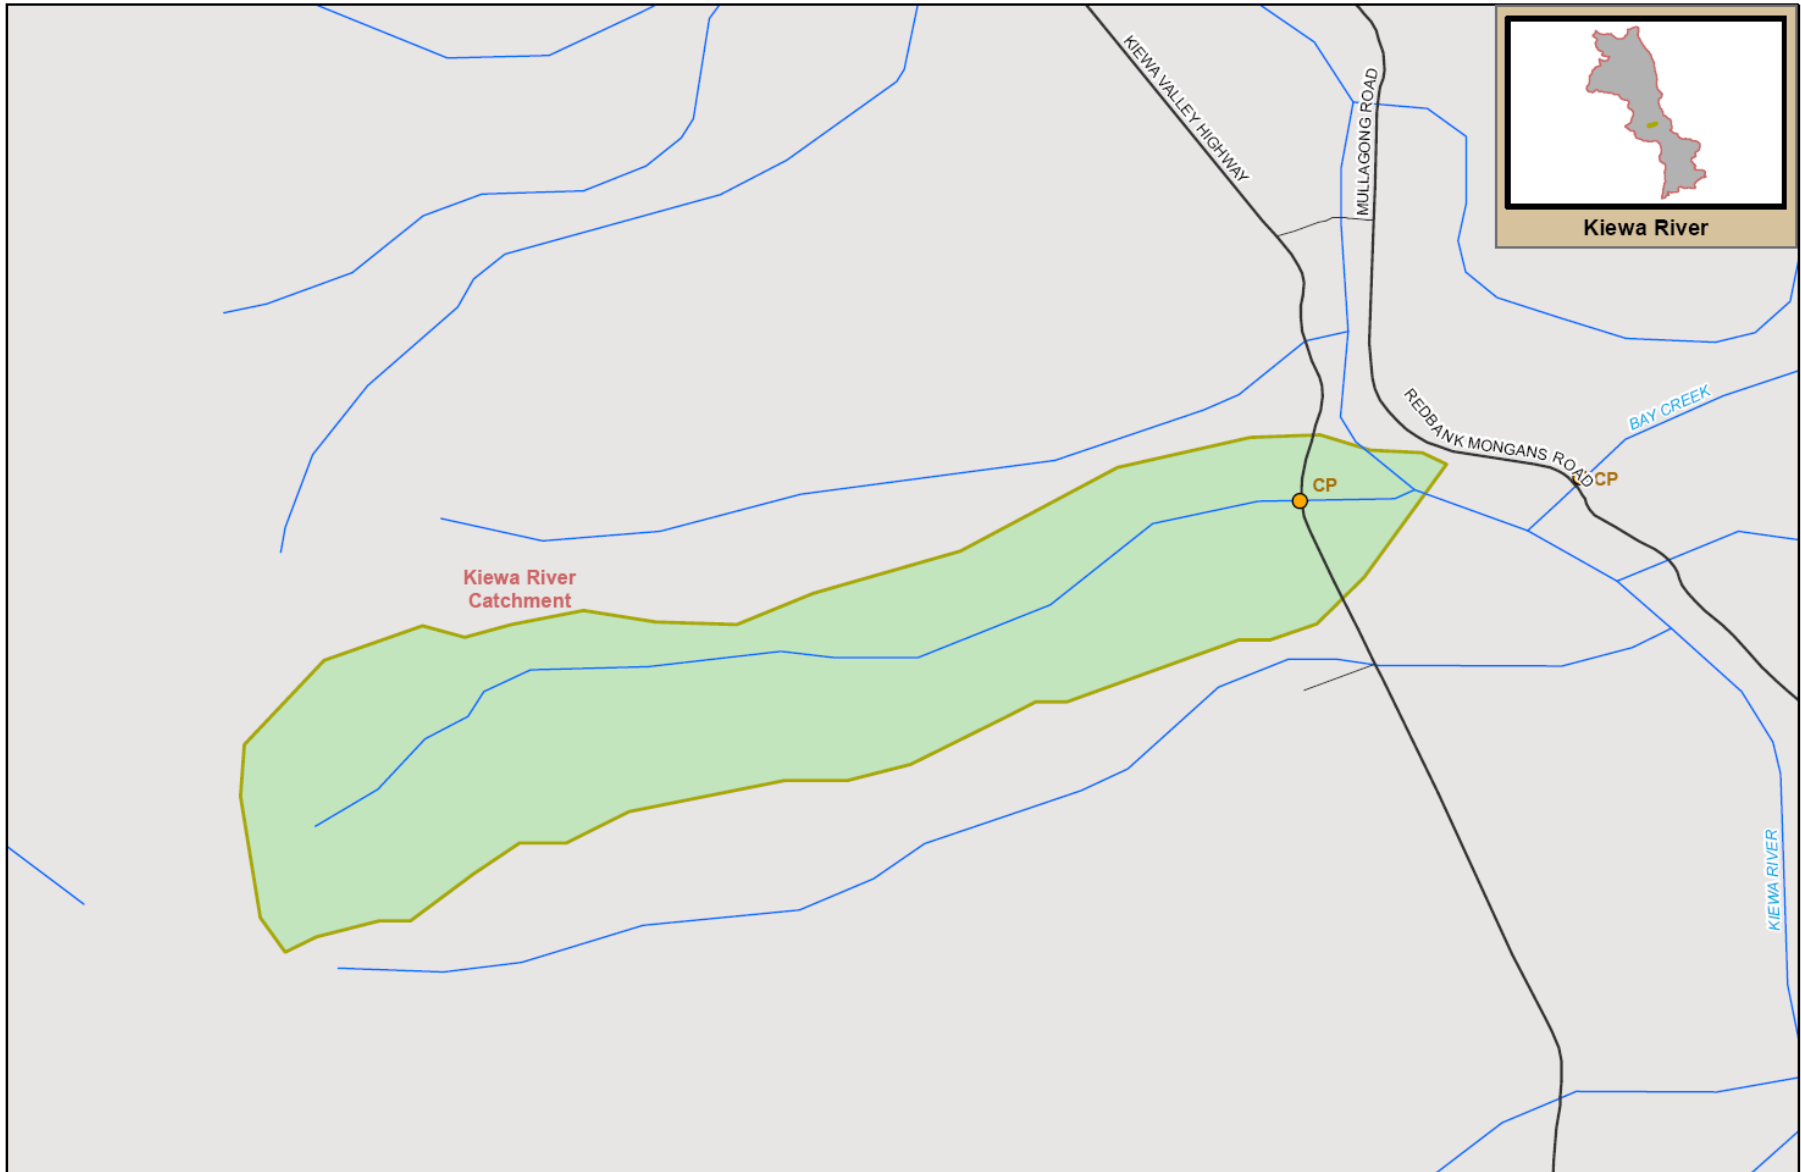 KIEWA VALLEY HIGHWAY
MULLAGONG ROAD
Kiewa River
REDBANK MONGANS ROAD
BAY CREEK
CP
CP
Kiewa River
Catchment
KIEWA RIVER